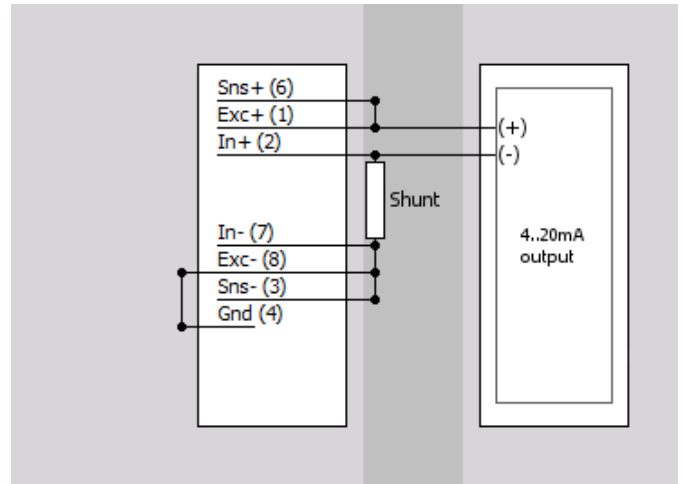 Sns+ (6)
Exc+ (1)
In+ (2)
(+)
(-)
Shunt
In- (7)
Exc- (8)
Sns- (3)
Gnd (4)
4..20mA
output